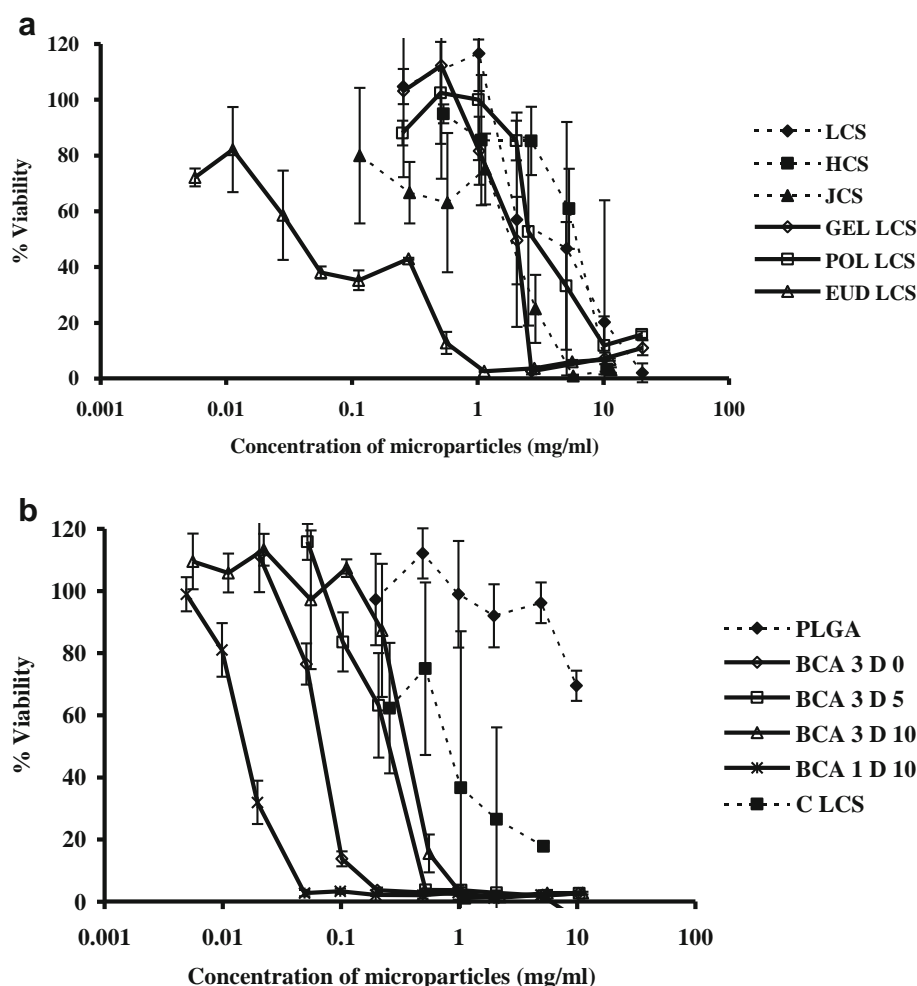 a
120
100
80
60
40
20
0
% Viability
0.001 0.01 0.1 1 10 100
Concentration of microparticles (mg/ml)
LCS
HCS
JCS
GEL LCS
POL LCS
EUD LCS
b
120
100
80
60
40
20
0
% Viability
0.001 0.01 0.1 1 10 100
Concentration of microparticles (mg/ml)
PLGA
BCA 3 D 0
BCA 3 D 5
BCA 3 D 10
BCA 1 D 10
C LCS